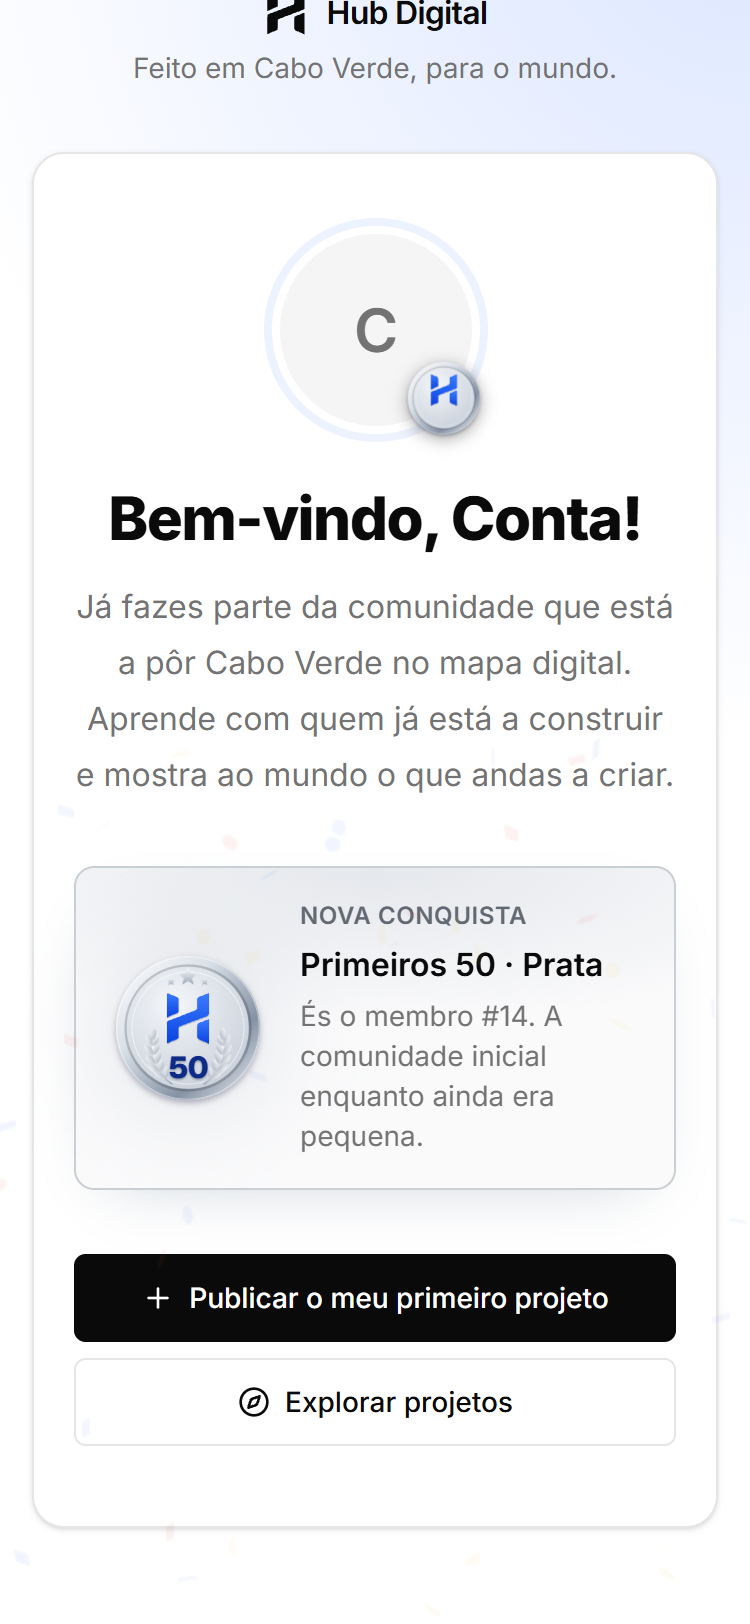 Hub Digital
Feito em Cabo Verde, para o mundo.
C
Bem-vindo, Conta!
Já fazes parte da comunidade que está
a pôr Cabo Verde no mapa digital.
Aprende com quem já está a construir
e mostra ao mundo o que andas a criar.
NOVA CONQUISTA
Primeiros 50 · Prata
És o membro #14. A
comunidade inicial
enquanto ainda era
pequena.
50
Publicar o meu primeiro projeto
Explorar projetos